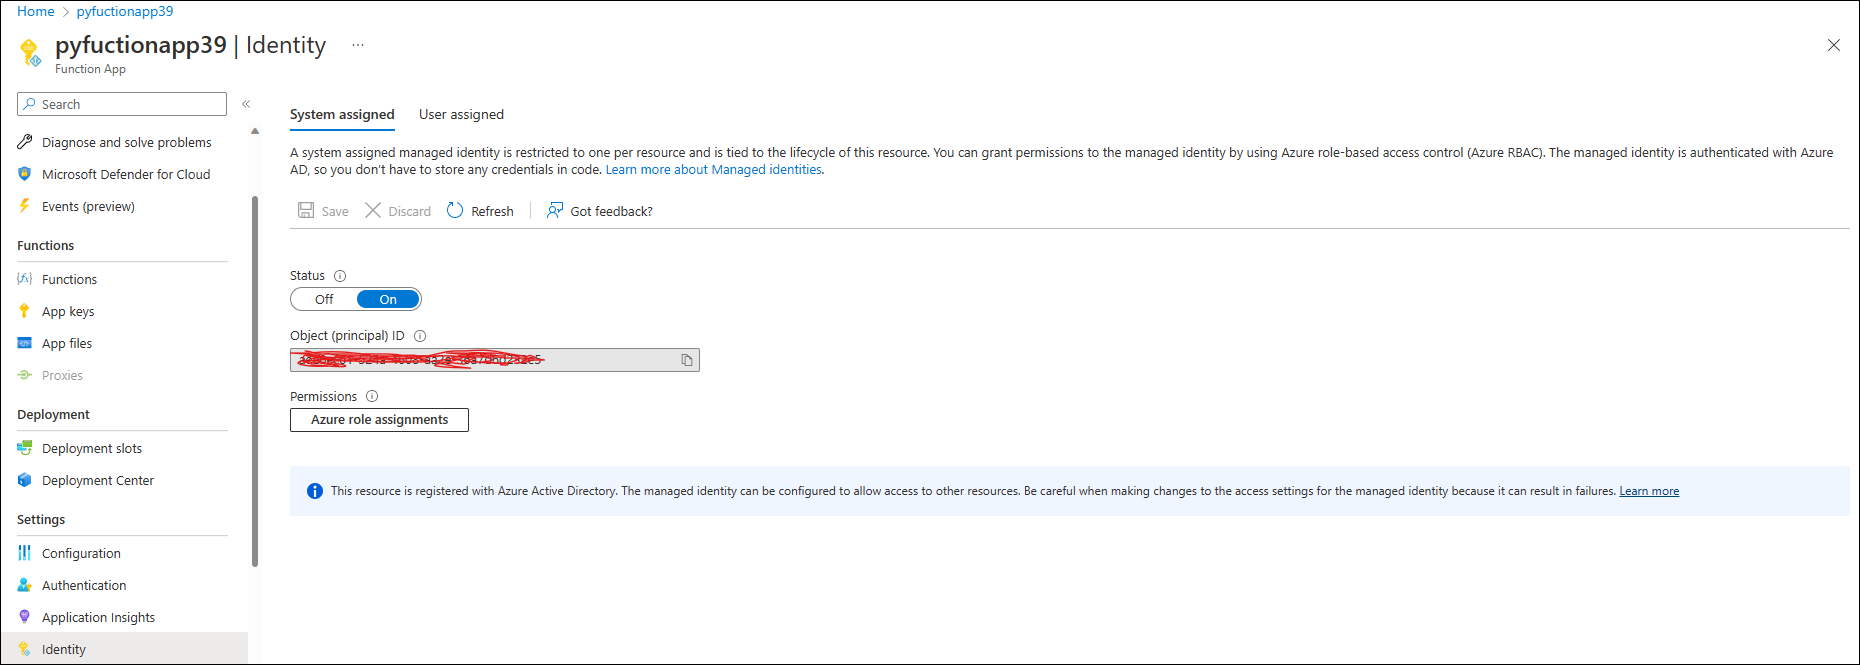 Home > pyfuctionapp39
pyfuctionapp39 | Identity ...
Function App
Search «
Diagnose and solve problems
Microsoft Defender for Cloud
Events (preview)
Functions
Functions
App keys
App files
Proxies
Deployment
Deployment slots
Deployment Center
Settings
Configuration
Authentication
Application Insights
Identity
System assigned User assigned
A system assigned managed identity is restricted to one per resource and is tied to the lifecycle of this resource. You can grant permissions to the managed identity by using Azure role-based access control (Azure RBAC). The managed identity is authenticated with Azure
AD, so you don't have to store any credentials in code. Learn more about Managed identities.
Save Discard Refresh Got feedback?
Status
Off On
Object (principal) ID
Permissions
Azure role assignments
This resource is registered with Azure Active Directory. The managed identity can be configured to allow access to other resources. Be careful when making changes to the access settings for the managed identity because it can result in failures. Learn more